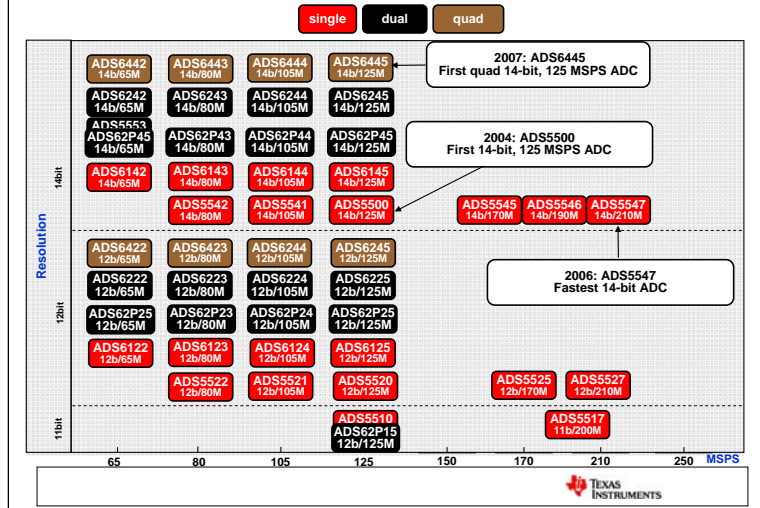 single dual quad
ADS6442 ADS6443 ADS6444 ADS6445
14b/65M 14b/80M 14b/105M 14b/125M
2007: ADS6445
First quad 14-bit, 125 MSPS ADC
ADS6242 ADS6243 ADS6244 ADS6245
14b/65M 14b/80M 14b/105M 14b/125M
ADS5553
ADS62P45 ADS62P43 ADS62P44 ADS62P45
14b/65M 14b/80M 14b/105M 14b/125M
2004: ADS5500
First 14-bit, 125 MSPS ADC
14bit
ADS6142 ADS6143 ADS6144 ADS6145
14b/65M 14b/80M 14b/105M 14b/125M
ADS5542 ADS5541 ADS5500 ADS5545 ADS5546 ADS5547
14b/80M 14b/105M 14b/125M 14b/170M 14b/190M 14b/210M
Resolution
ADS6422 ADS6423 ADS6244 ADS6245
12b/65M 12b/80M 12b/105M 12b/125M
2006: ADS5547
Fastest 14-bit ADC
ADS6222 ADS6223 ADS6224 ADS6225
12b/65M 12b/80M 12b/105M 12b/125M
12bit
ADS62P25 ADS62P23 ADS62P24 ADS62P25
12b/65M 12b/80M 12b/105M 12b/125M
ADS6122 ADS6123 ADS6124 ADS6125
12b/65M 12b/80M 12b/105M 12b/125M
ADS5522 ADS5521 ADS5520 ADS5525 ADS5527
12b/80M 12b/105M 12b/125M 12b/170M 12b/210M
11bit
ADS5510 ADS5517
11b/200M
ADS62P15
12b/125M
65 80 105 125 150 170 210 250 MSPS
TEXAS
INSTRUMENTS